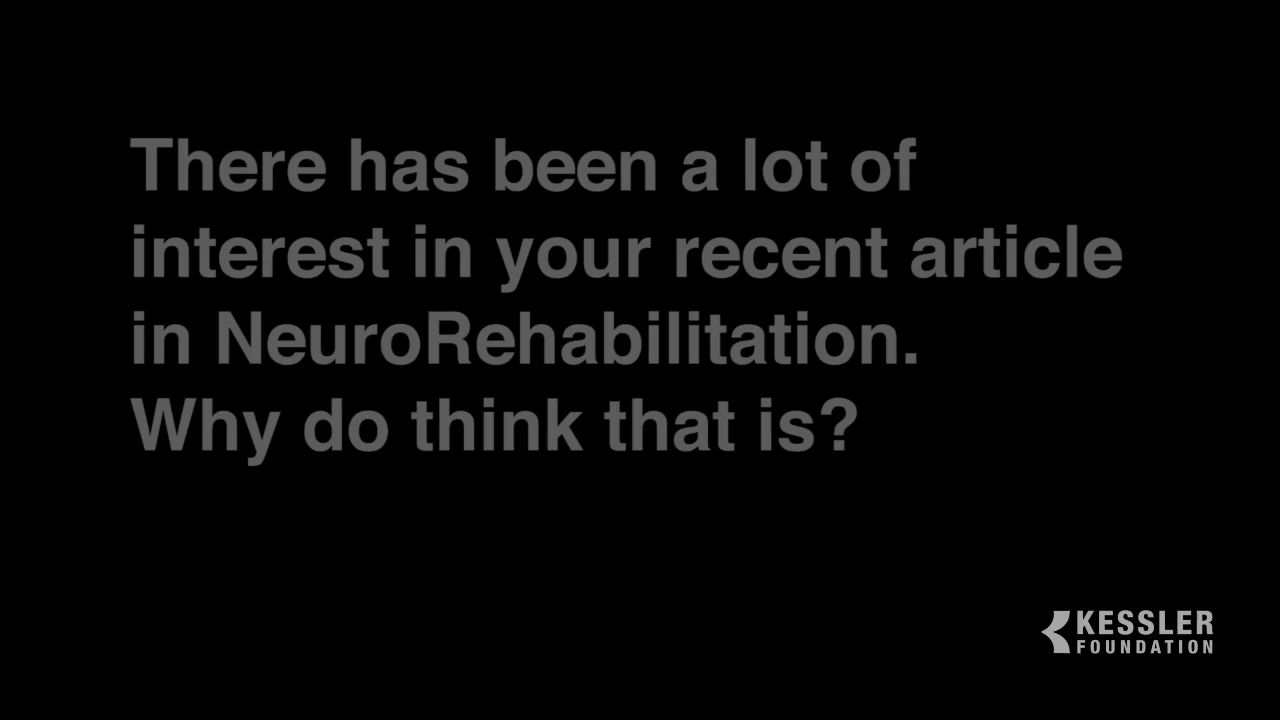 There has been a lot of
interest in your recent article
in NeuroRehabilitation.
Why do think that is?
KESSLER
FOUNDATION